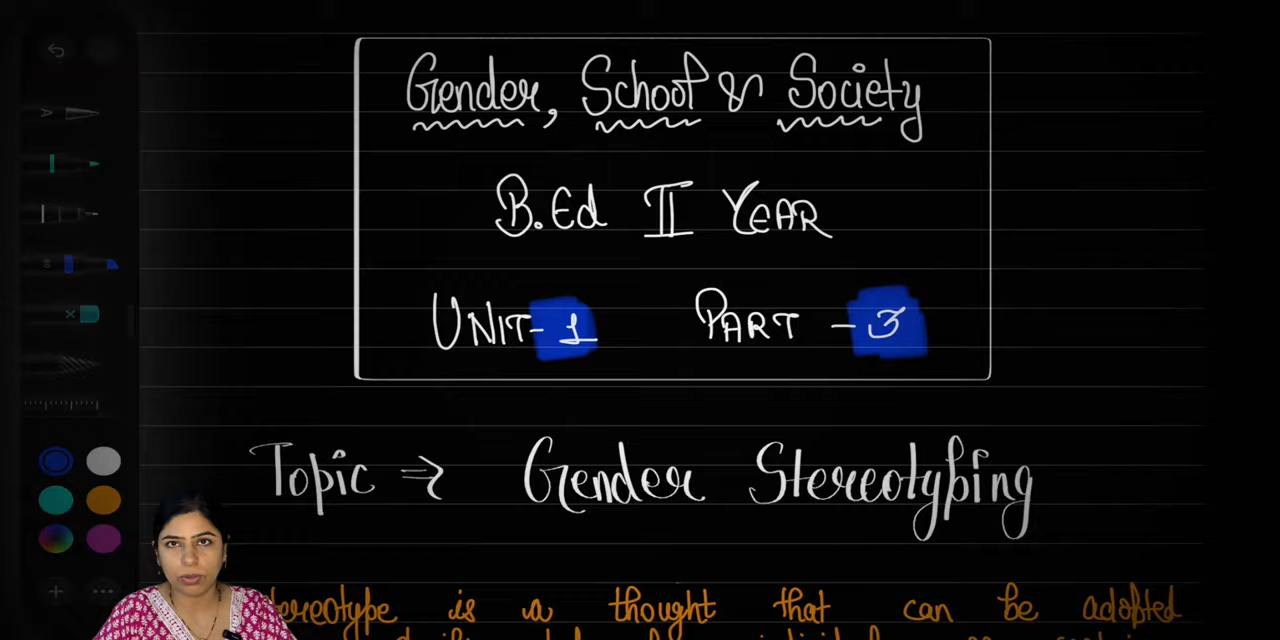 Gender, School & Society
B.Ed II YEAR
UNIT-1 PART -3
Topic ⇒ Gender Stereotyping
stereotype is a thought that can be adopted